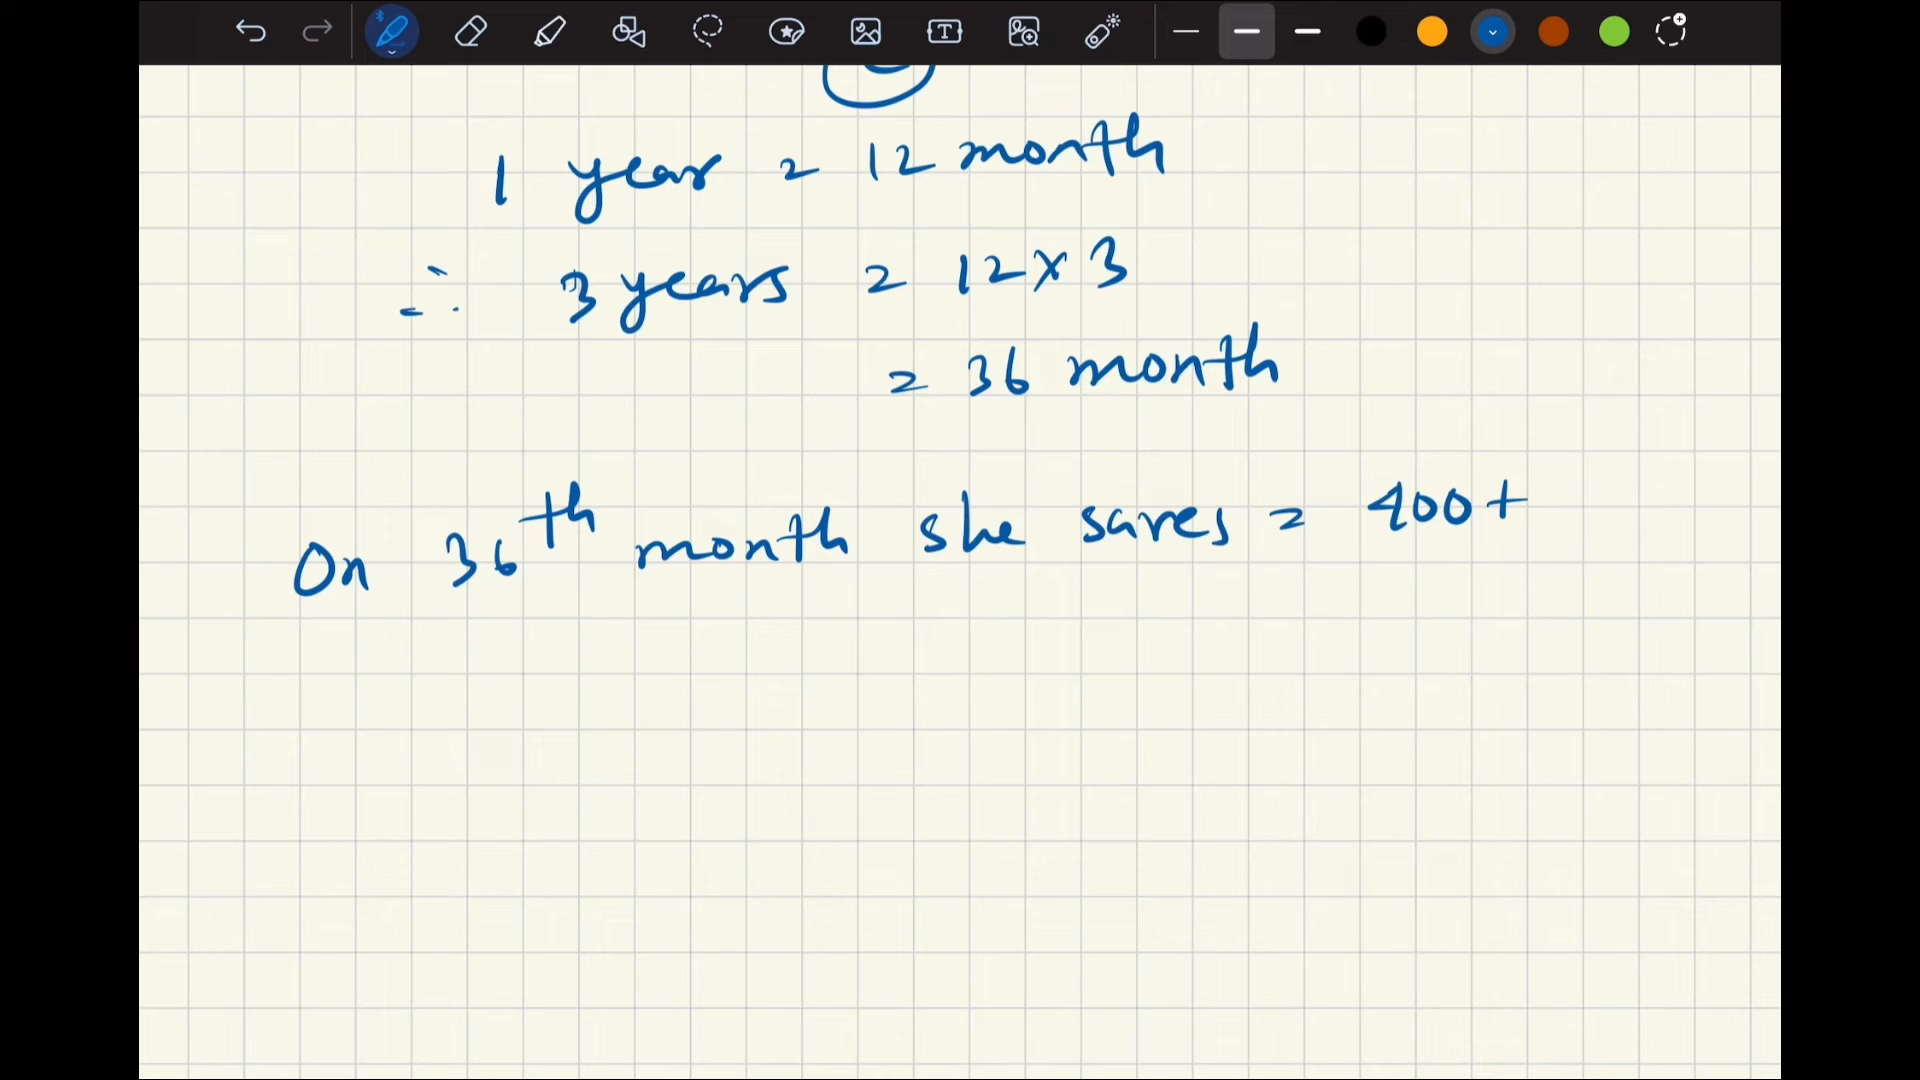 1 year = 12 month
∴ 3 years = 12 × 3
= 36 month
On 36th month she saves = 400+